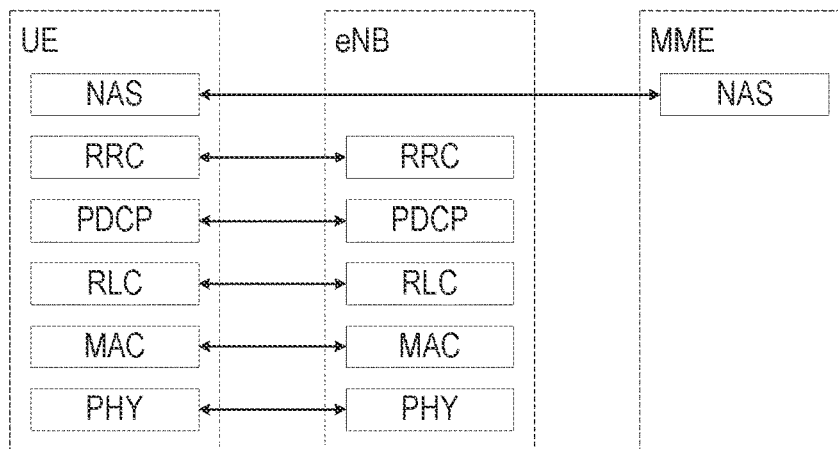 UE eNB MME
NAS NAS
RRC RRC
PDCP PDCP
RLC RLC
MAC MAC
PHY PHY